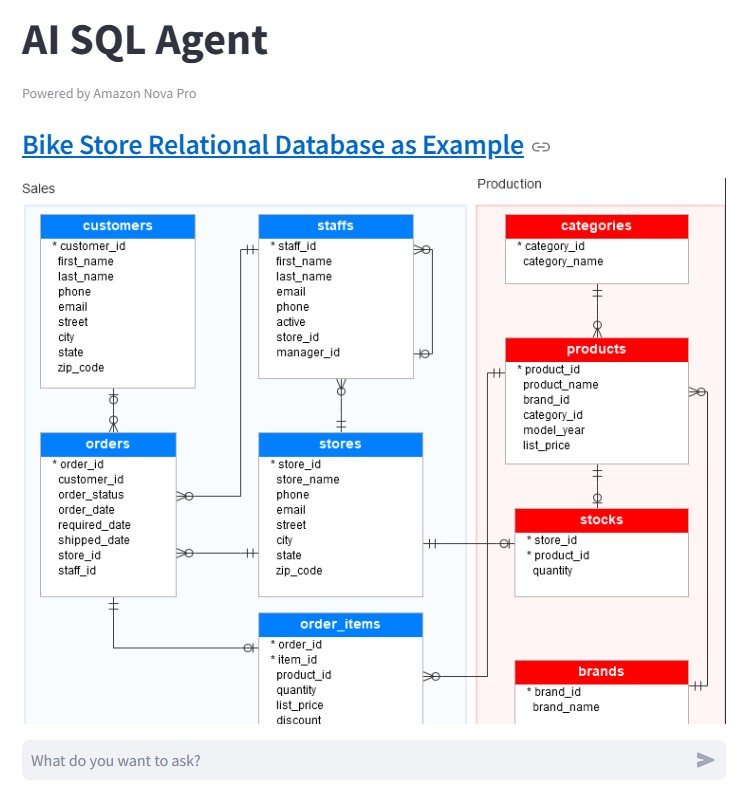 AI SQL Agent
Powered by Amazon Nova Pro
Bike Store Relational Database as Example
Sales
Production
customers
* customer_id
first_name
last_name
phone
email
street
city
state
zip_code
staffs
* staff_id
first_name
last_name
email
phone
active
store_id
manager_id
categories
* category_id
category_name
products
* product_id
product_name
brand_id
category_id
model_year
list_price
orders
* order_id
customer_id
order_status
order_date
required_date
shipped_date
store_id
staff_id
stores
* store_id
store_name
phone
email
street
city
state
zip_code
stocks
* store_id
* product_id
quantity
order_items
* order_id
* item_id
product_id
quantity
list_price
discount
brands
* brand_id
brand_name
What do you want to ask?